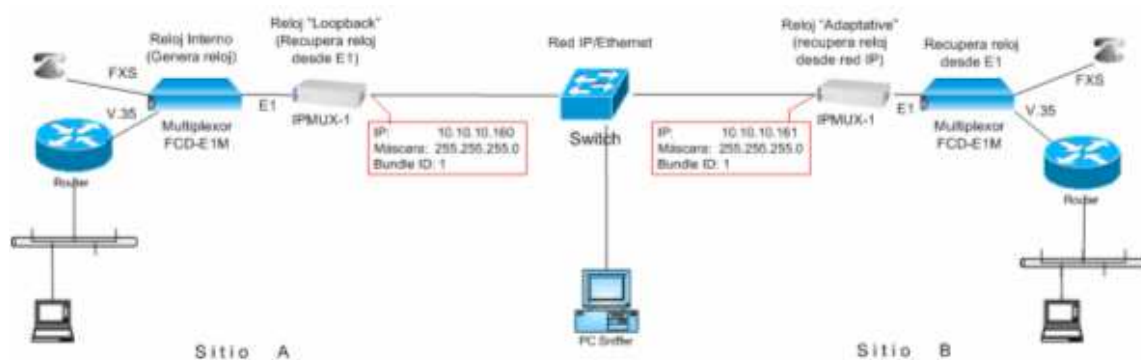 Reloj Interno
(Genera reloj)
FXS
V.35
Multiplexor
FCD-E1M
Router
E1
Reloj "Loopback"
(Recupera reloj
desde E1)
IPMUX-1
IP: 10.10.10.160
Máscara: 255.255.255.0
Bundle ID: 1
Red IP/Ethernet
Switch
PC Sniffer
Reloj "Adaptative"
(recupera reloj
desde red IP)
IPMUX-1
IP: 10.10.10.161
Máscara: 255.255.255.0
Bundle ID: 1
E1
Recupera reloj
desde E1
Multiplexor
FCD-E1M
FXS
V.35
Router
Sitio A
Sitio B